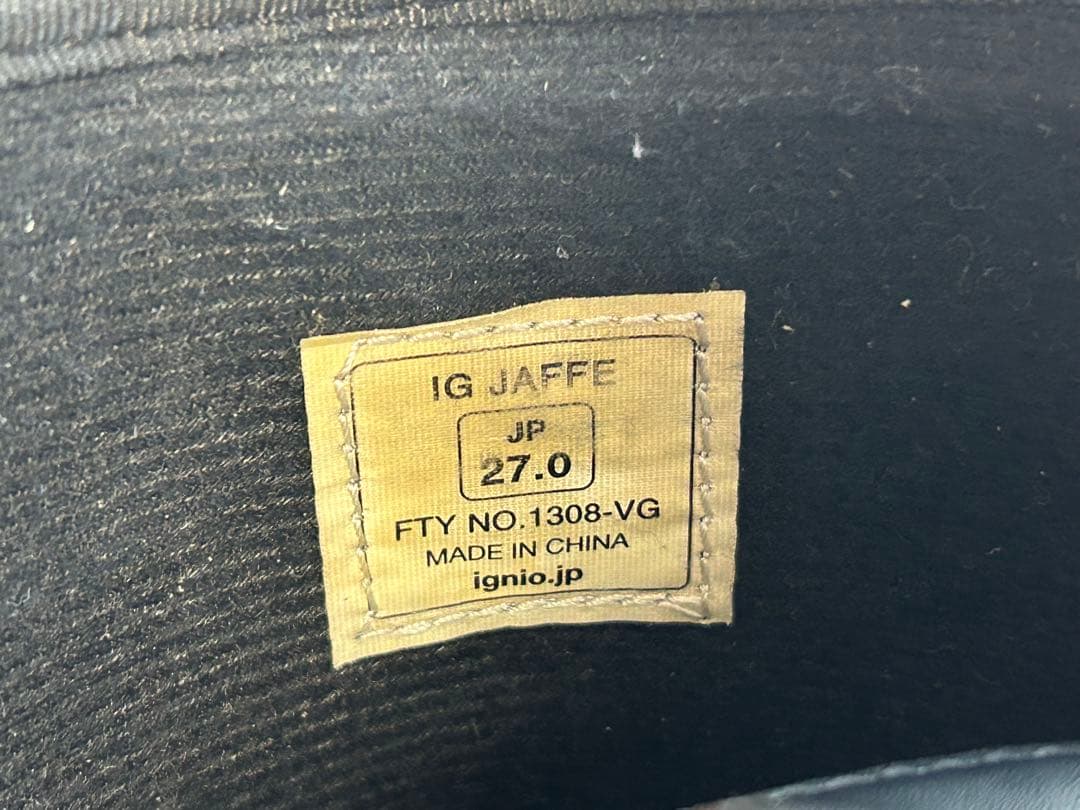 IG JAFFE
JP
27.0
FTY NO.1308-VG
MADE IN CHINA
ignio.jp